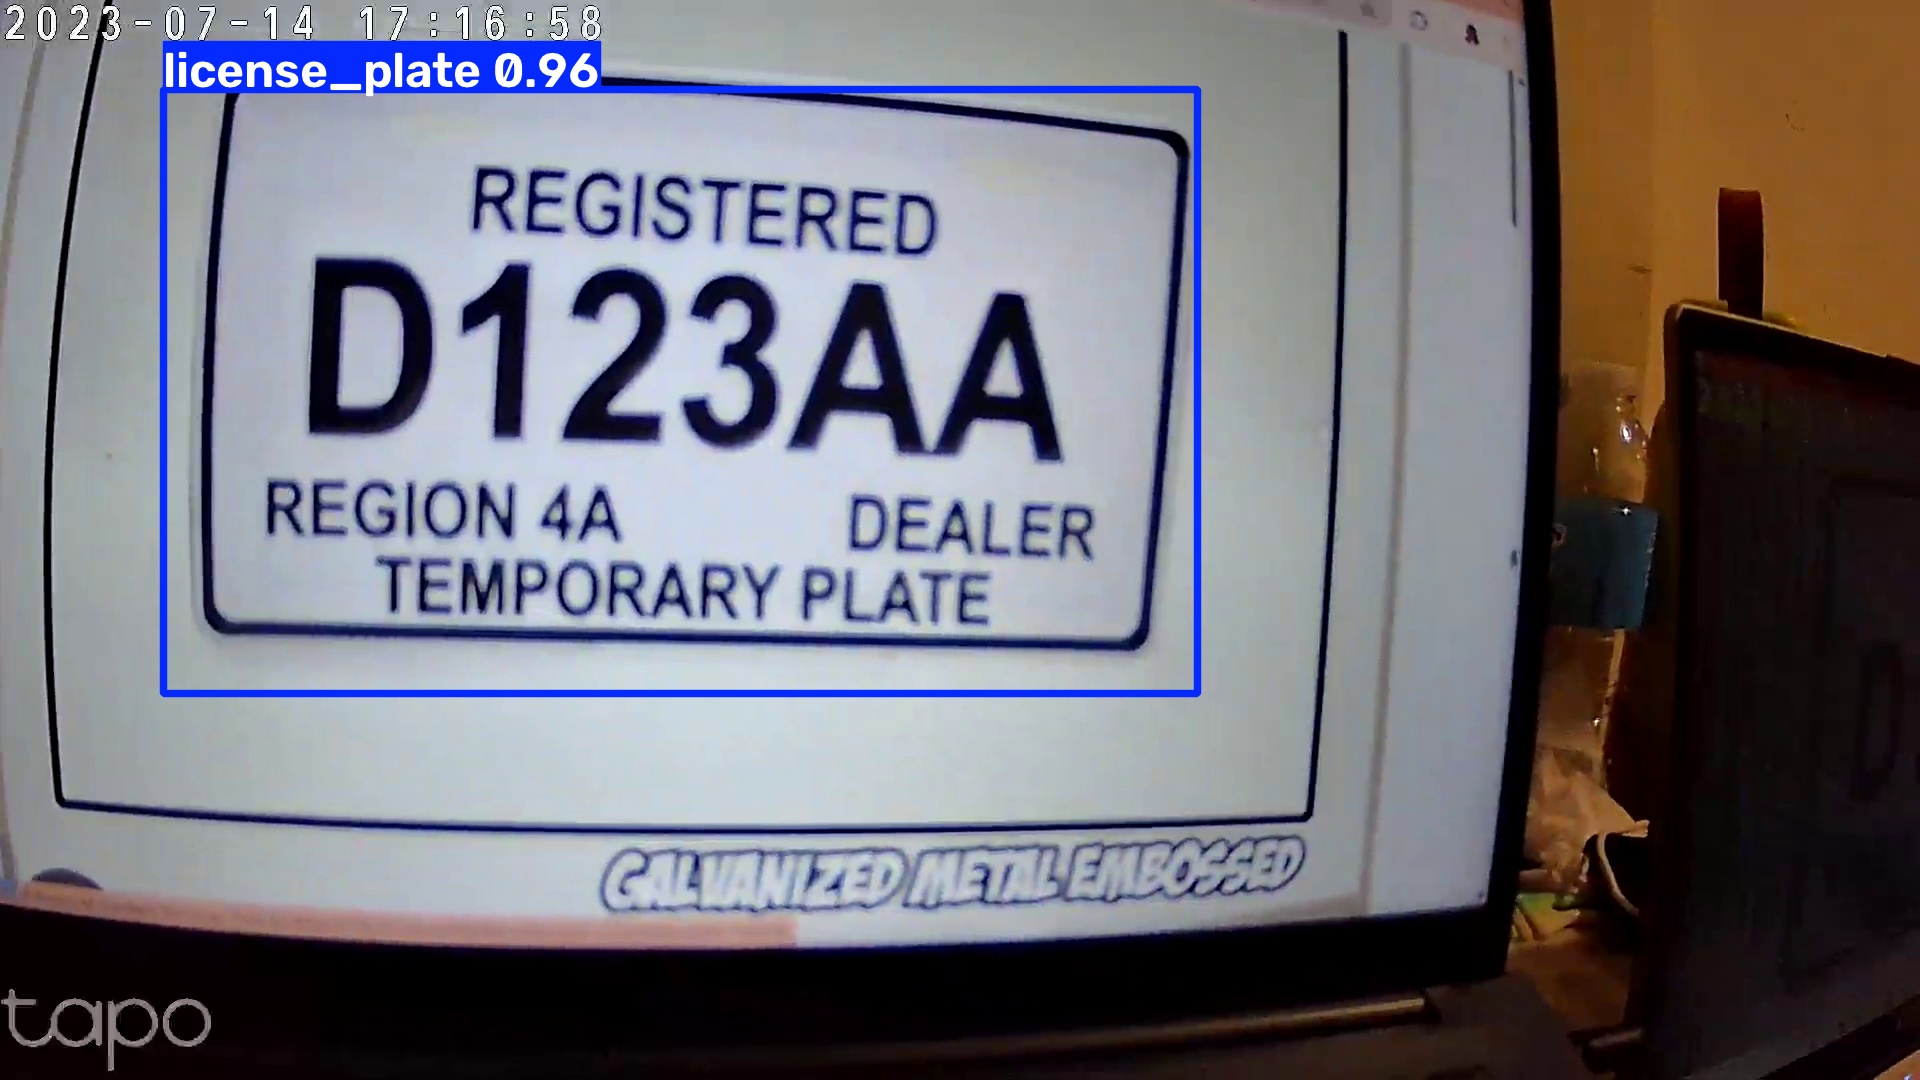 2023-07-14 17:16:58
license_plate 0.96
REGISTERED
D123AA
REGION 4A DEALER
TEMPORARY PLATE
GALVANIZED METAL EMBOSSED
tapo